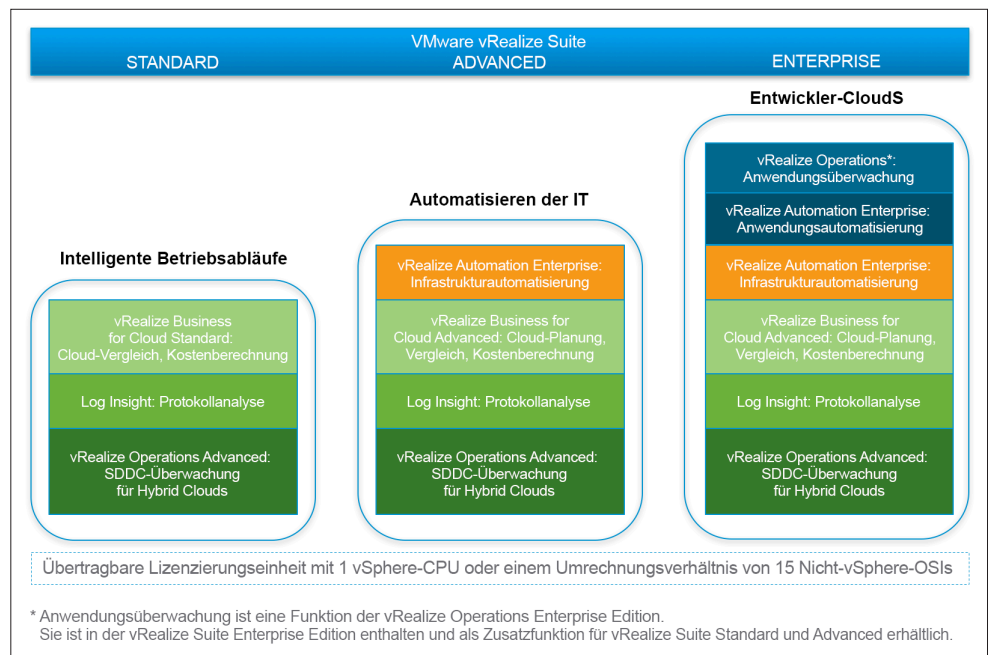 VMware vRealize Suite
STANDARD
ADVANCED
ENTERPRISE
Intelligente Betriebsabläufe
vRealize Business
for Cloud Standard:
Cloud-Vergleich, Kostenberechnung
Log Insight: Protokollanalyse
vRealize Operations Advanced:
SDDC-Überwachung
für Hybrid Clouds
Automatisieren der IT
vRealize Automation Enterprise:
Infrastrukturautomatisierung
vRealize Business for
Cloud Advanced: Cloud-Planung,
Vergleich, Kostenberechnung
Log Insight: Protokollanalyse
vRealize Operations Advanced:
SDDC-Überwachung
für Hybrid Clouds
Entwickler-CloudS
vRealize Operations*:
Anwendungsüberwachung
vRealize Automation Enterprise:
Anwendungsautomatisierung
vRealize Automation Enterprise:
Infrastrukturautomatisierung
vRealize Business for
Cloud Advanced: Cloud-Planung,
Vergleich, Kostenberechnung
Log Insight: Protokollanalyse
vRealize Operations Advanced:
SDDC-Überwachung
für Hybrid Clouds
Übertragbare Lizenzierungseinheit mit 1 vSphere-CPU oder einem Umrechnungsverhältnis von 15 Nicht-vSphere-OSIs
* Anwendungsüberwachung ist eine Funktion der vRealize Operations Enterprise Edition.
Sie ist in der vRealize Suite Enterprise Edition enthalten und als Zusatzfunktion für vRealize Suite Standard und Advanced erhältlich.